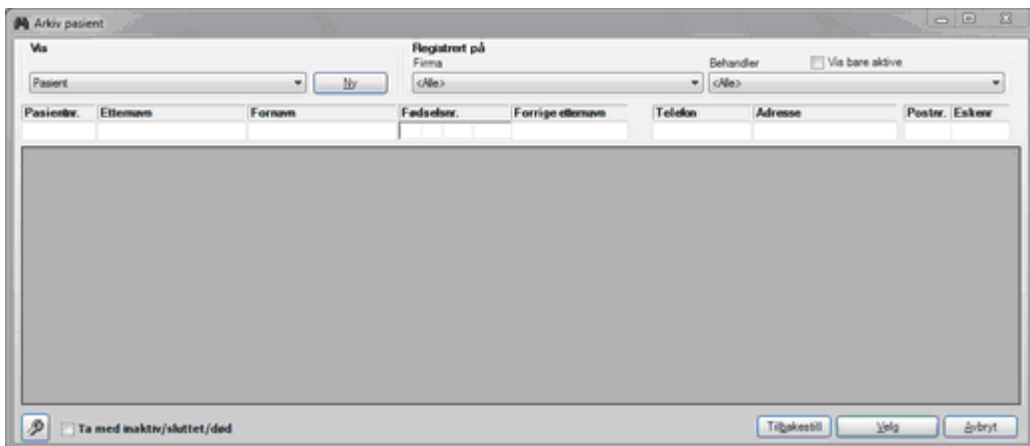 Arkiv pasient
Vis
Registrert på
Firma
Behandler
Vis bare aktive
Pasient
Ny
<Alle>
<Alle>
Pasientnr. Etternavn Fornavn Fødselsnr. Forrige etternavn Telefon Adresse Postnr. Eskenr
Ta med inaktiv/sluttet/død
Tilbakestill Velg Avbryt